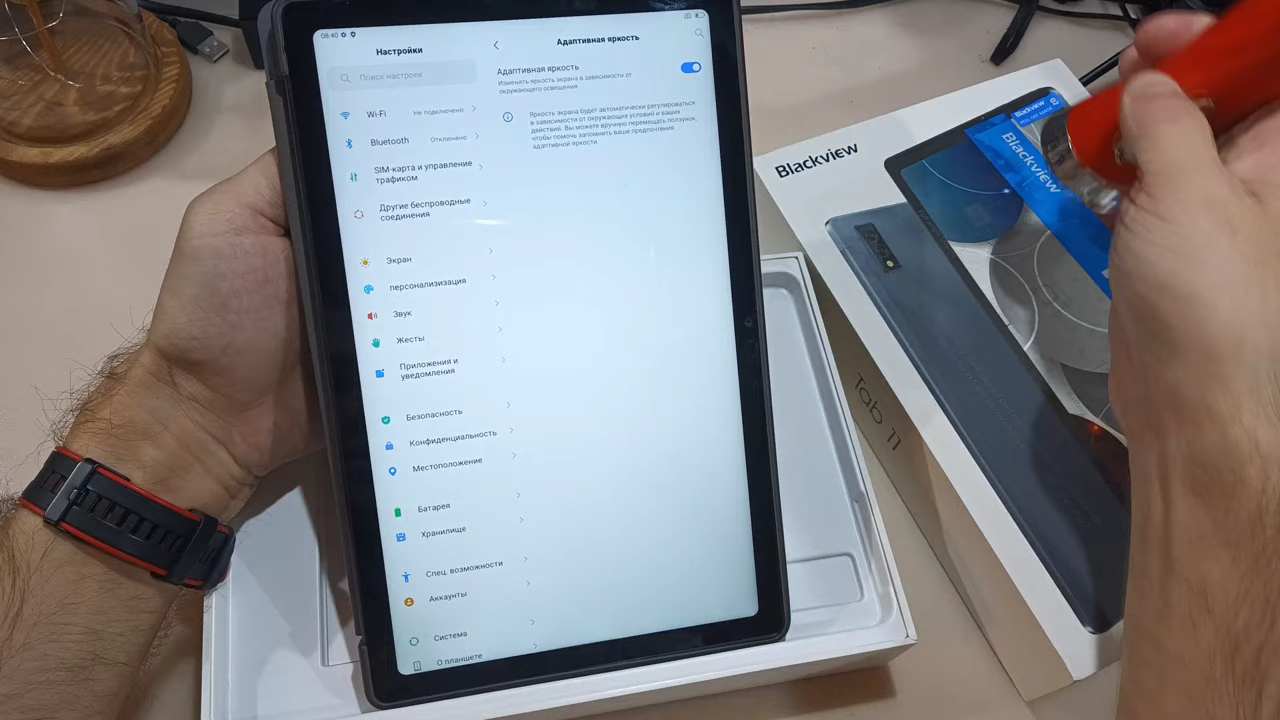 08:40
Настройки
Поиск настроек
Wi-Fi
Не подключено
Bluetooth
Отключено
SIM-карта и управление
трафиком
Другие беспроводные
соединения
Экран
персонализизация
Звук
Жесты
Приложения и
уведомления
Безопасность
Конфиденциальность
Местоположение
Батарея
Хранилище
Спец. возможности
Аккаунты
Система
О планшете
Адаптивная яркость
Адаптивная яркость
Изменять яркость экрана в зависимости от
окружающего освещения
Яркость экрана будет автоматически регулироваться
в зависимости от окружающих условий и ваших
действий. Вы можете вручную перемещать ползунок,
чтобы помочь запомнить ваши предпочтения
адаптивной яркости.
Blackview
Blackview
Blackview
Tab 11